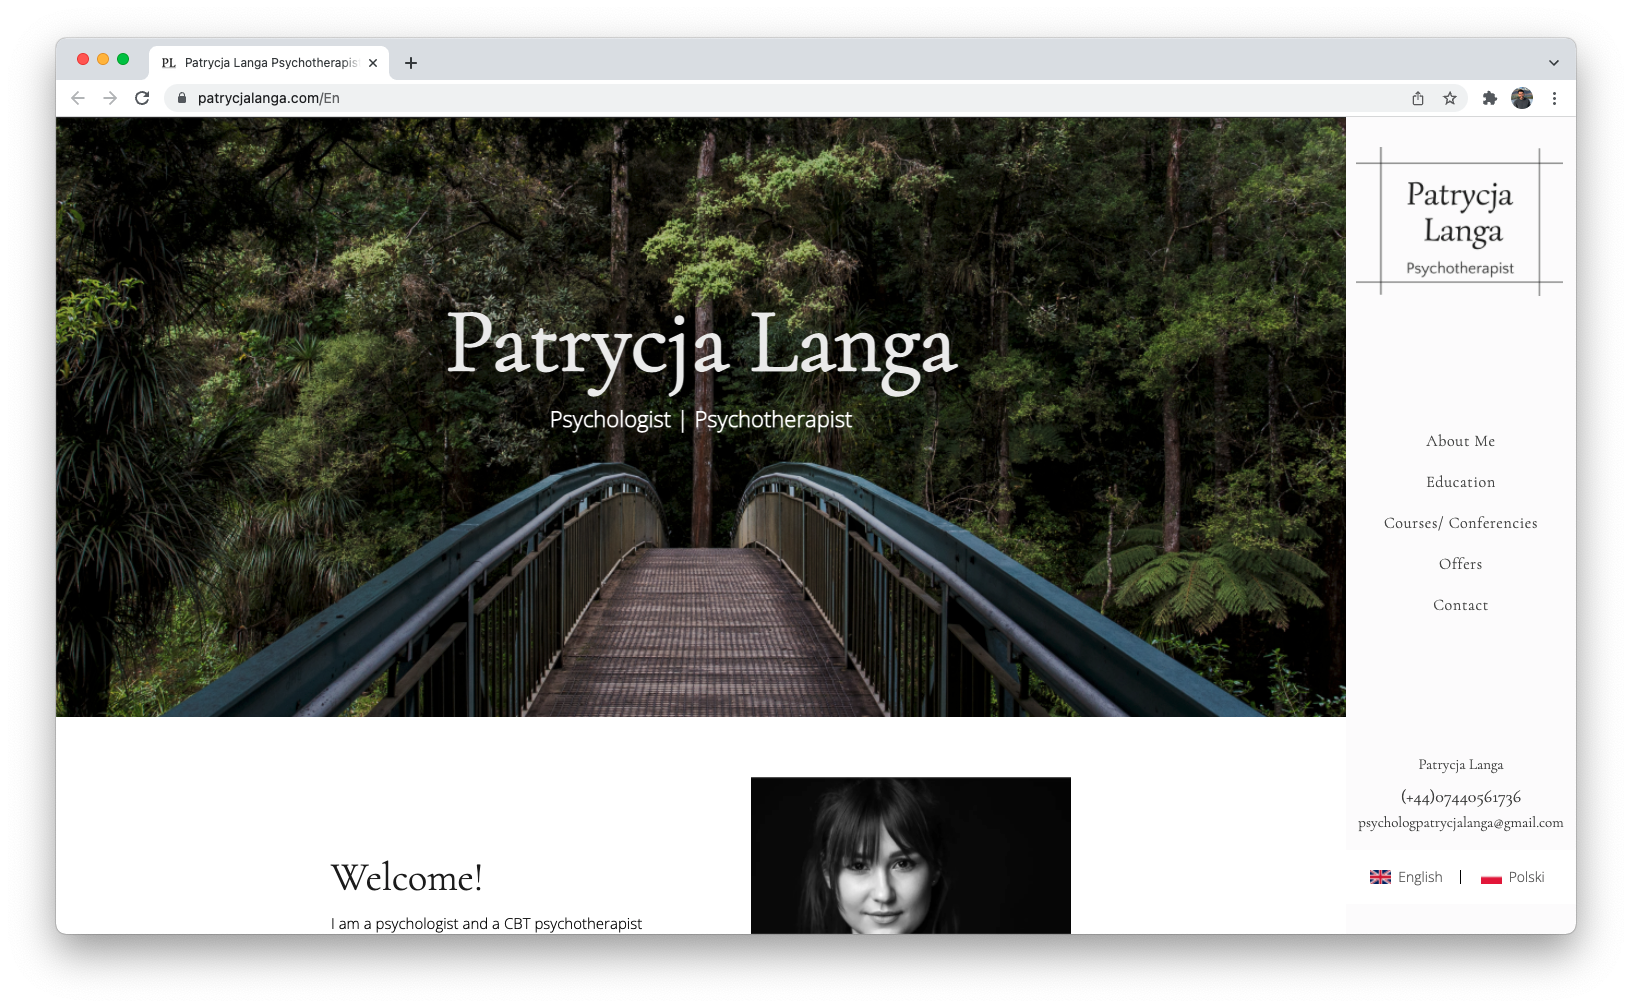 PL Patrycja Langa Psychotherapis
patrycjalanga.com/En
Patrycja Langa
Psychologist | Psychotherapist
Patrycja
Langa
Psychotherapist
About Me
Education
Courses/ Conferencies
Offers
Contact
Patrycja Langa
(+44)07440561736
psychologpatrycjalanga@gmail.com
English | Polski
Welcome!
I am a psychologist and a CBT psychotherapist